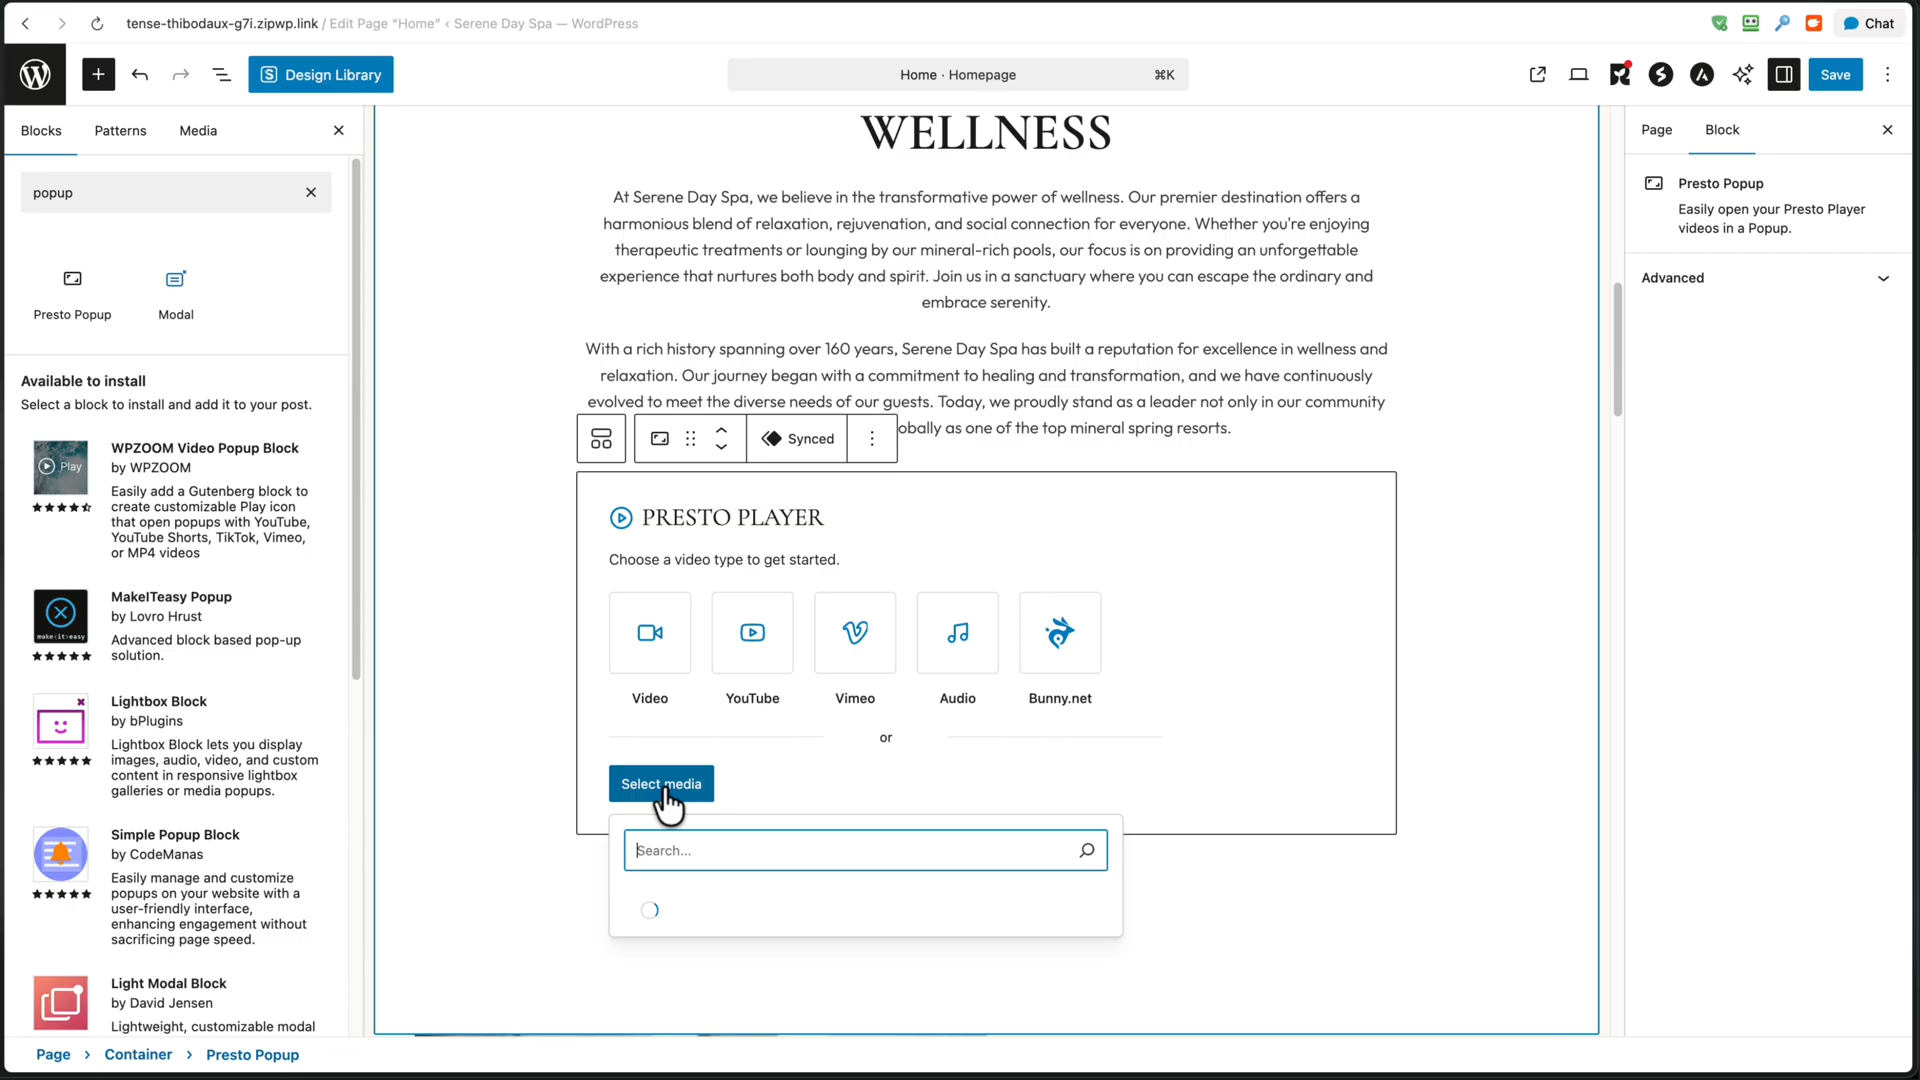 tense-thibodaux-g7i.zipwp.link / Edit Page “Home” ‹ Serene Day Spa — WordPress
Chat
Design Library
Home · Homepage
⌘K
Save
Blocks
Patterns
Media
popup
Presto Popup
Modal
Available to install
Select a block to install and add it to your post.
Play
WPZOOM Video Popup Block
by WPZOOM
Easily add a Gutenberg block to
create customizable Play icon
that open popups with YouTube,
YouTube Shorts, TikTok, Vimeo,
or MP4 videos
make(it)easy
MakeITeasy Popup
by Lovro Hrust
Advanced block based pop-up
solution.
Lightbox Block
by bPlugins
Lightbox Block lets you display
images, audio, video, and custom
content in responsive lightbox
galleries or media popups.
Simple Popup Block
by CodeManas
Easily manage and customize
popups on your website with a
user-friendly interface,
enhancing engagement without
sacrificing page speed.
Light Modal Block
by David Jensen
Lightweight, customizable modal
WELLNESS
At Serene Day Spa, we believe in the transformative power of wellness. Our premier destination offers a
harmonious blend of relaxation, rejuvenation, and social connection for everyone. Whether you're enjoying
therapeutic treatments or lounging by our mineral-rich pools, our focus is on providing an unforgettable
experience that nurtures both body and spirit. Join us in a sanctuary where you can escape the ordinary and
embrace serenity.
With a rich history spanning over 160 years, Serene Day Spa has built a reputation for excellence in wellness and
relaxation. Our journey began with a commitment to healing and transformation, and we have continuously
evolved to meet the diverse needs of our guests. Today, we proudly stand as a leader not only in our community
obally as one of the top mineral spring resorts.
Synced
PRESTO PLAYER
Choose a video type to get started.
Video
YouTube
Vimeo
Audio
Bunny.net
or
Select media
Search...
Page
Block
Presto Popup
Easily open your Presto Player
videos in a Popup.
Advanced
Page › Container › Presto Popup